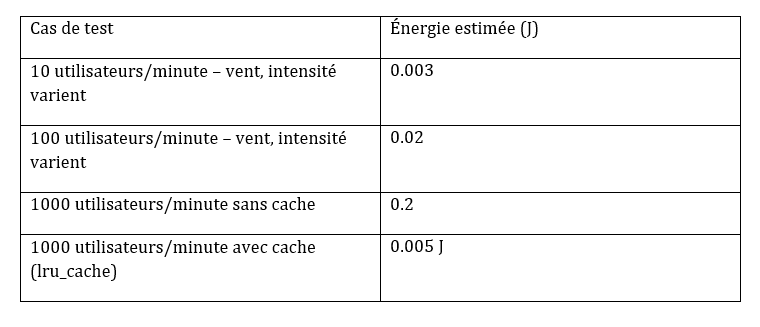 Cas de test
Énergie estimée (J)
10 utilisateurs/minute – vent, intensité
varient
0.003
100 utilisateurs/minute – vent, intensité
varient
0.02
1000 utilisateurs/minute sans cache
0.2
1000 utilisateurs/minute avec cache
(lru_cache)
0.005 J